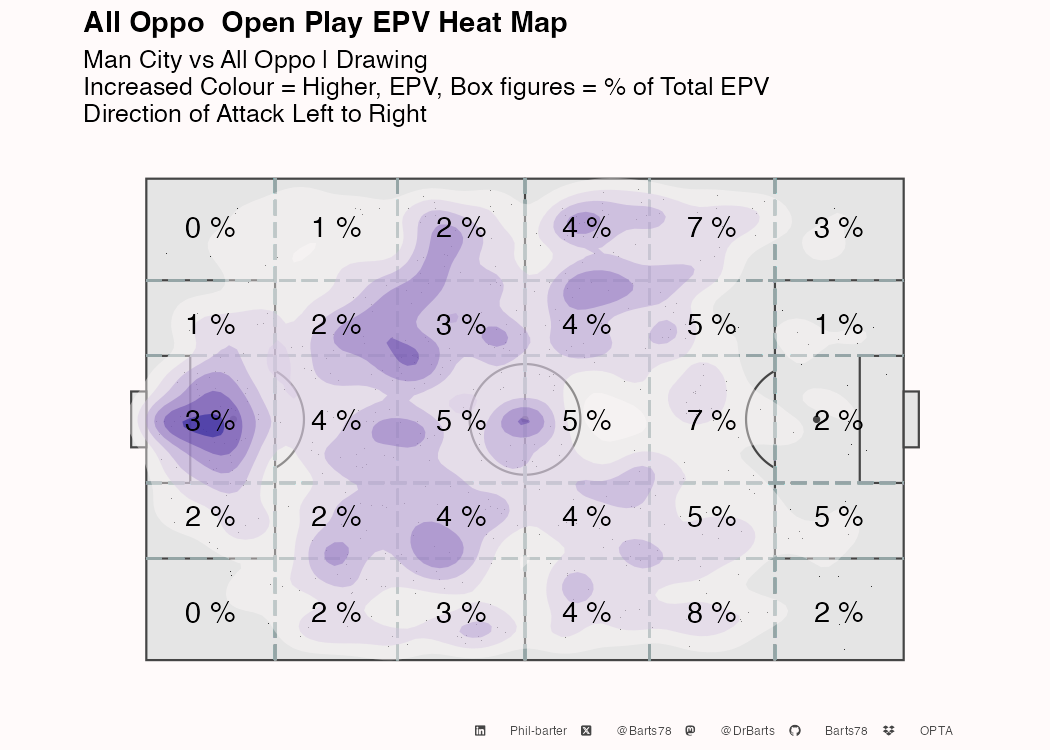 All Oppo  Open Play EPV Heat Map
Man City vs All Oppo | Drawing
Increased Colour = Higher, EPV, Box figures = % of Total EPV
Direction of Attack Left to Right
0 % 1 % 2 % 4 % 7 % 3 %
1 % 2 % 3 % 4 % 5 % 1 %
3 % 4 % 5 % 5 % 7 % 2 %
2 % 2 % 4 % 4 % 5 % 5 %
0 % 2 % 3 % 4 % 8 % 2 %
Phil-barter @Barts78 @DrBarts Barts78 OPTA